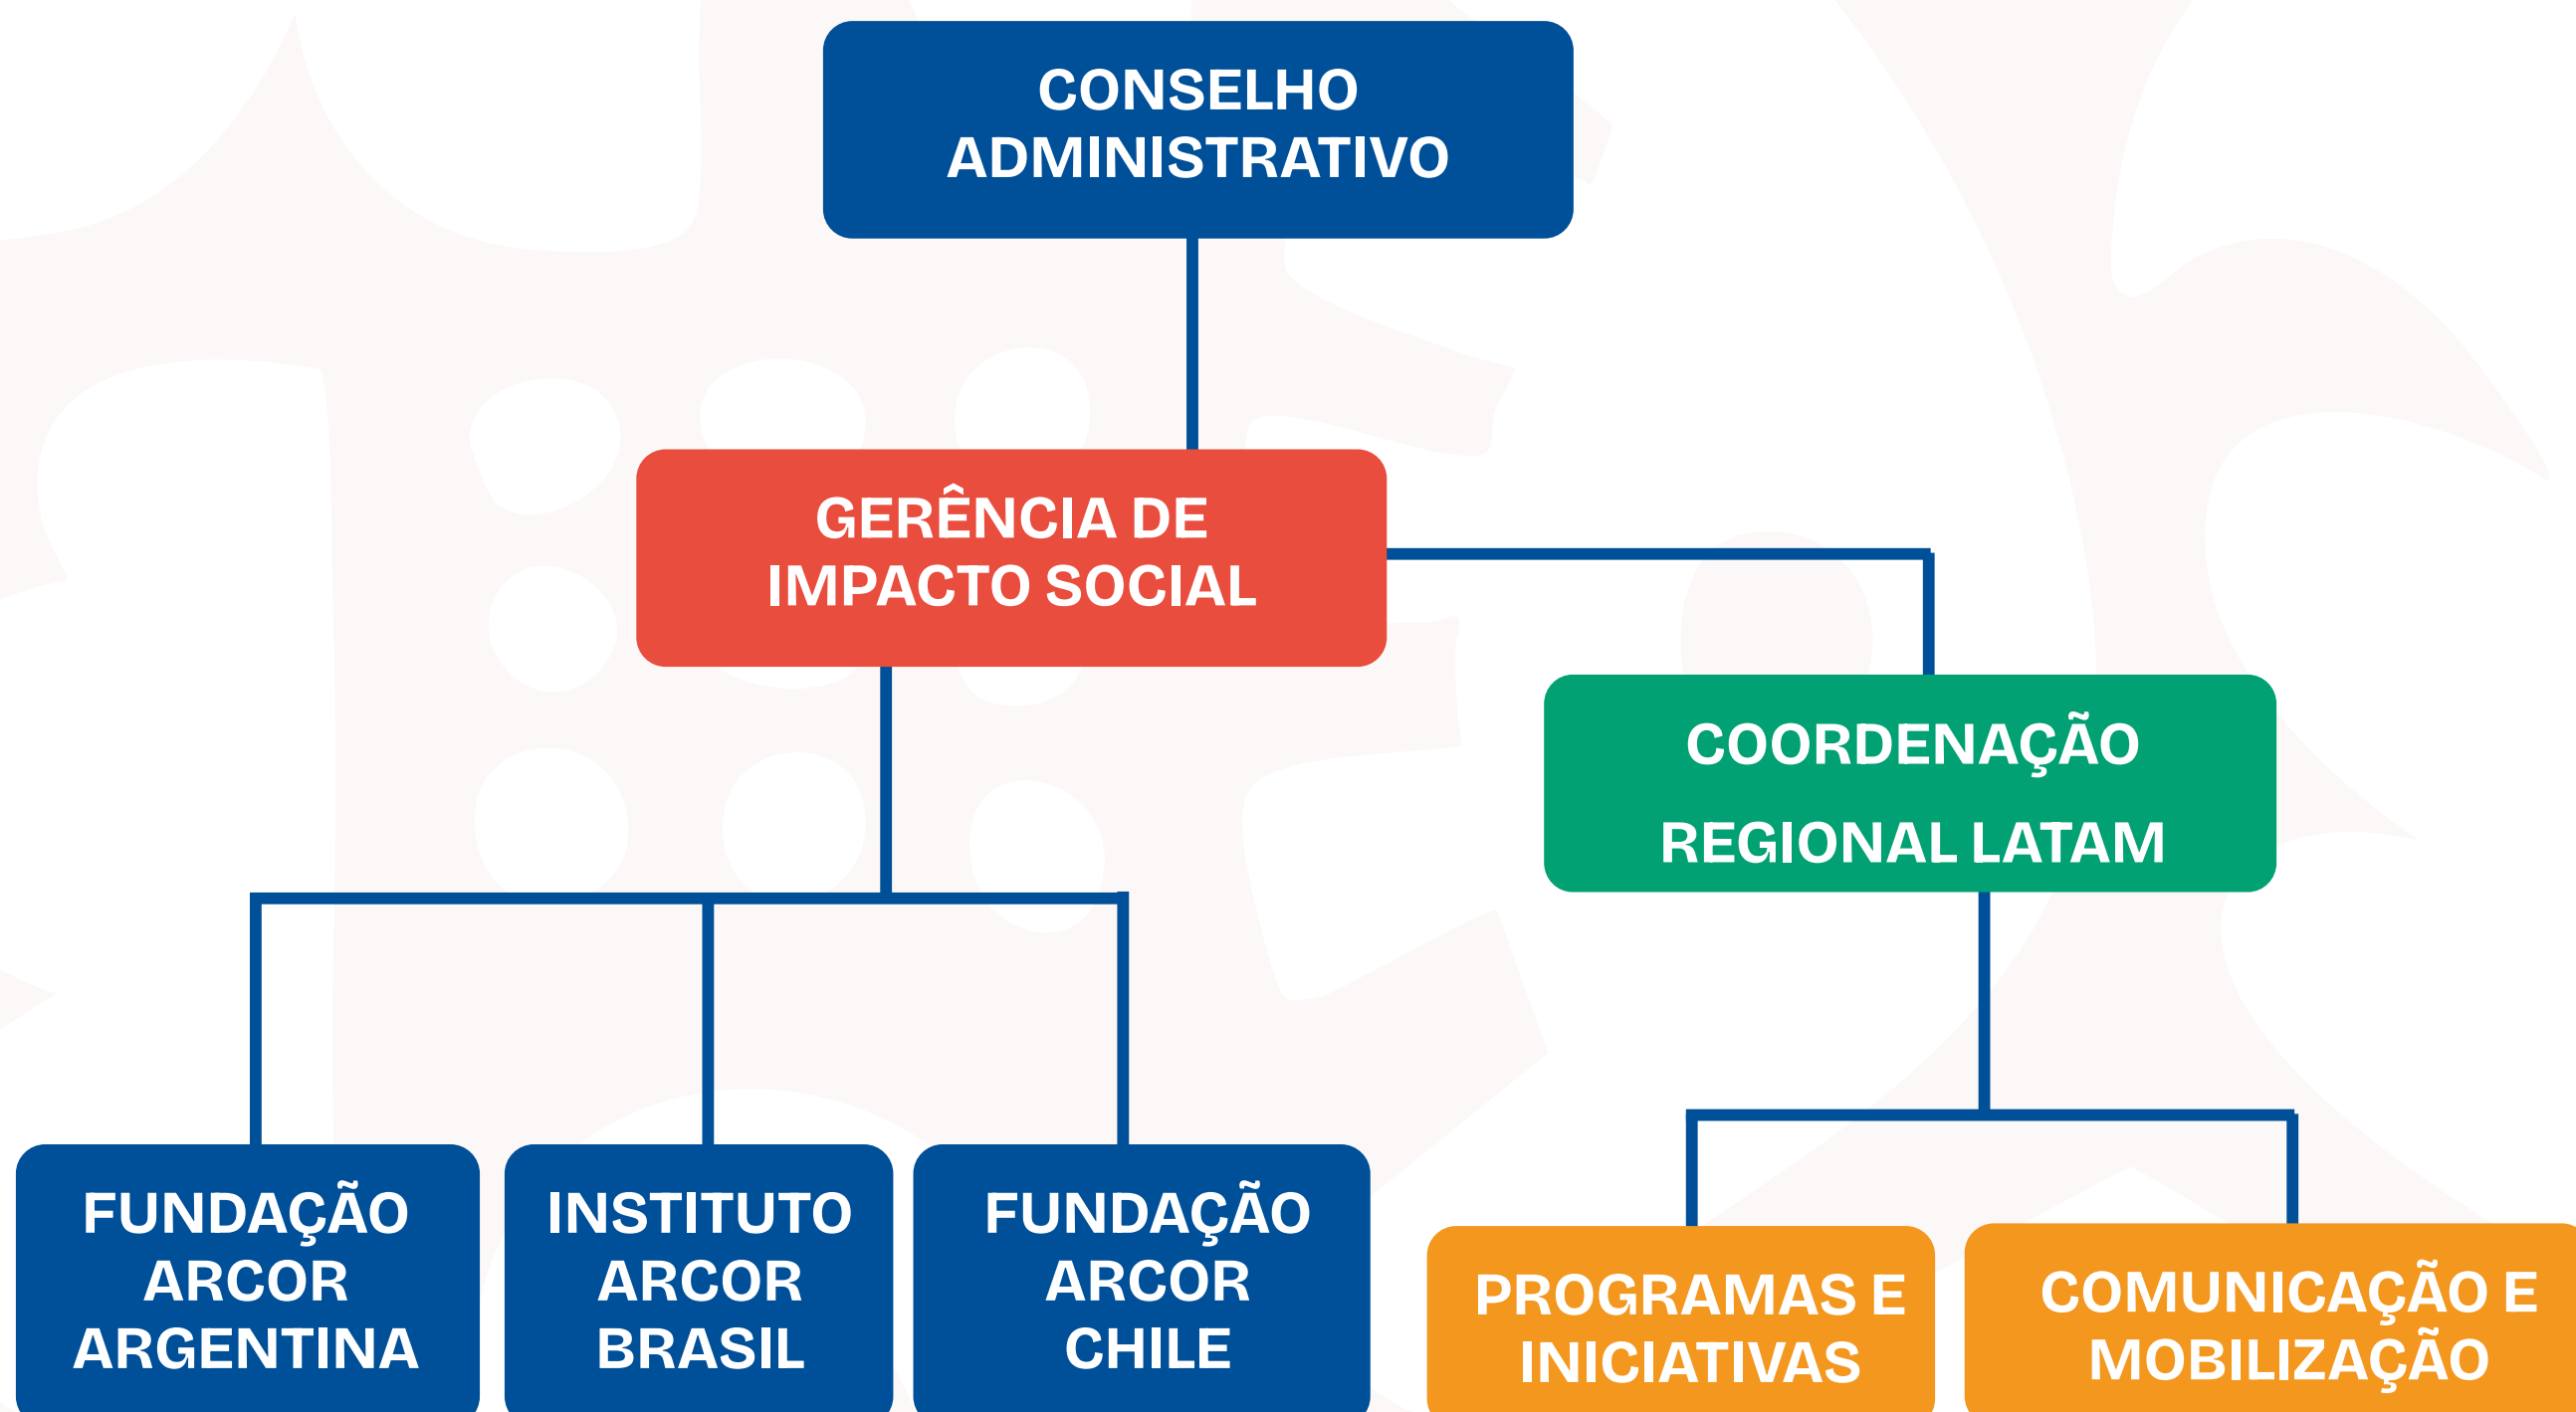 CONSELHO
ADMINISTRATIVO
GERÊNCIA DE
IMPACTO SOCIAL
COORDENAÇÃO
REGIONAL LATAM
FUNDAÇÃO
ARCOR
ARGENTINA
INSTITUTO
ARCOR
BRASIL
FUNDAÇÃO
ARCOR
CHILE
PROGRAMAS E
INICIATIVAS
COMUNICAÇÃO E
MOBILIZAÇÃO